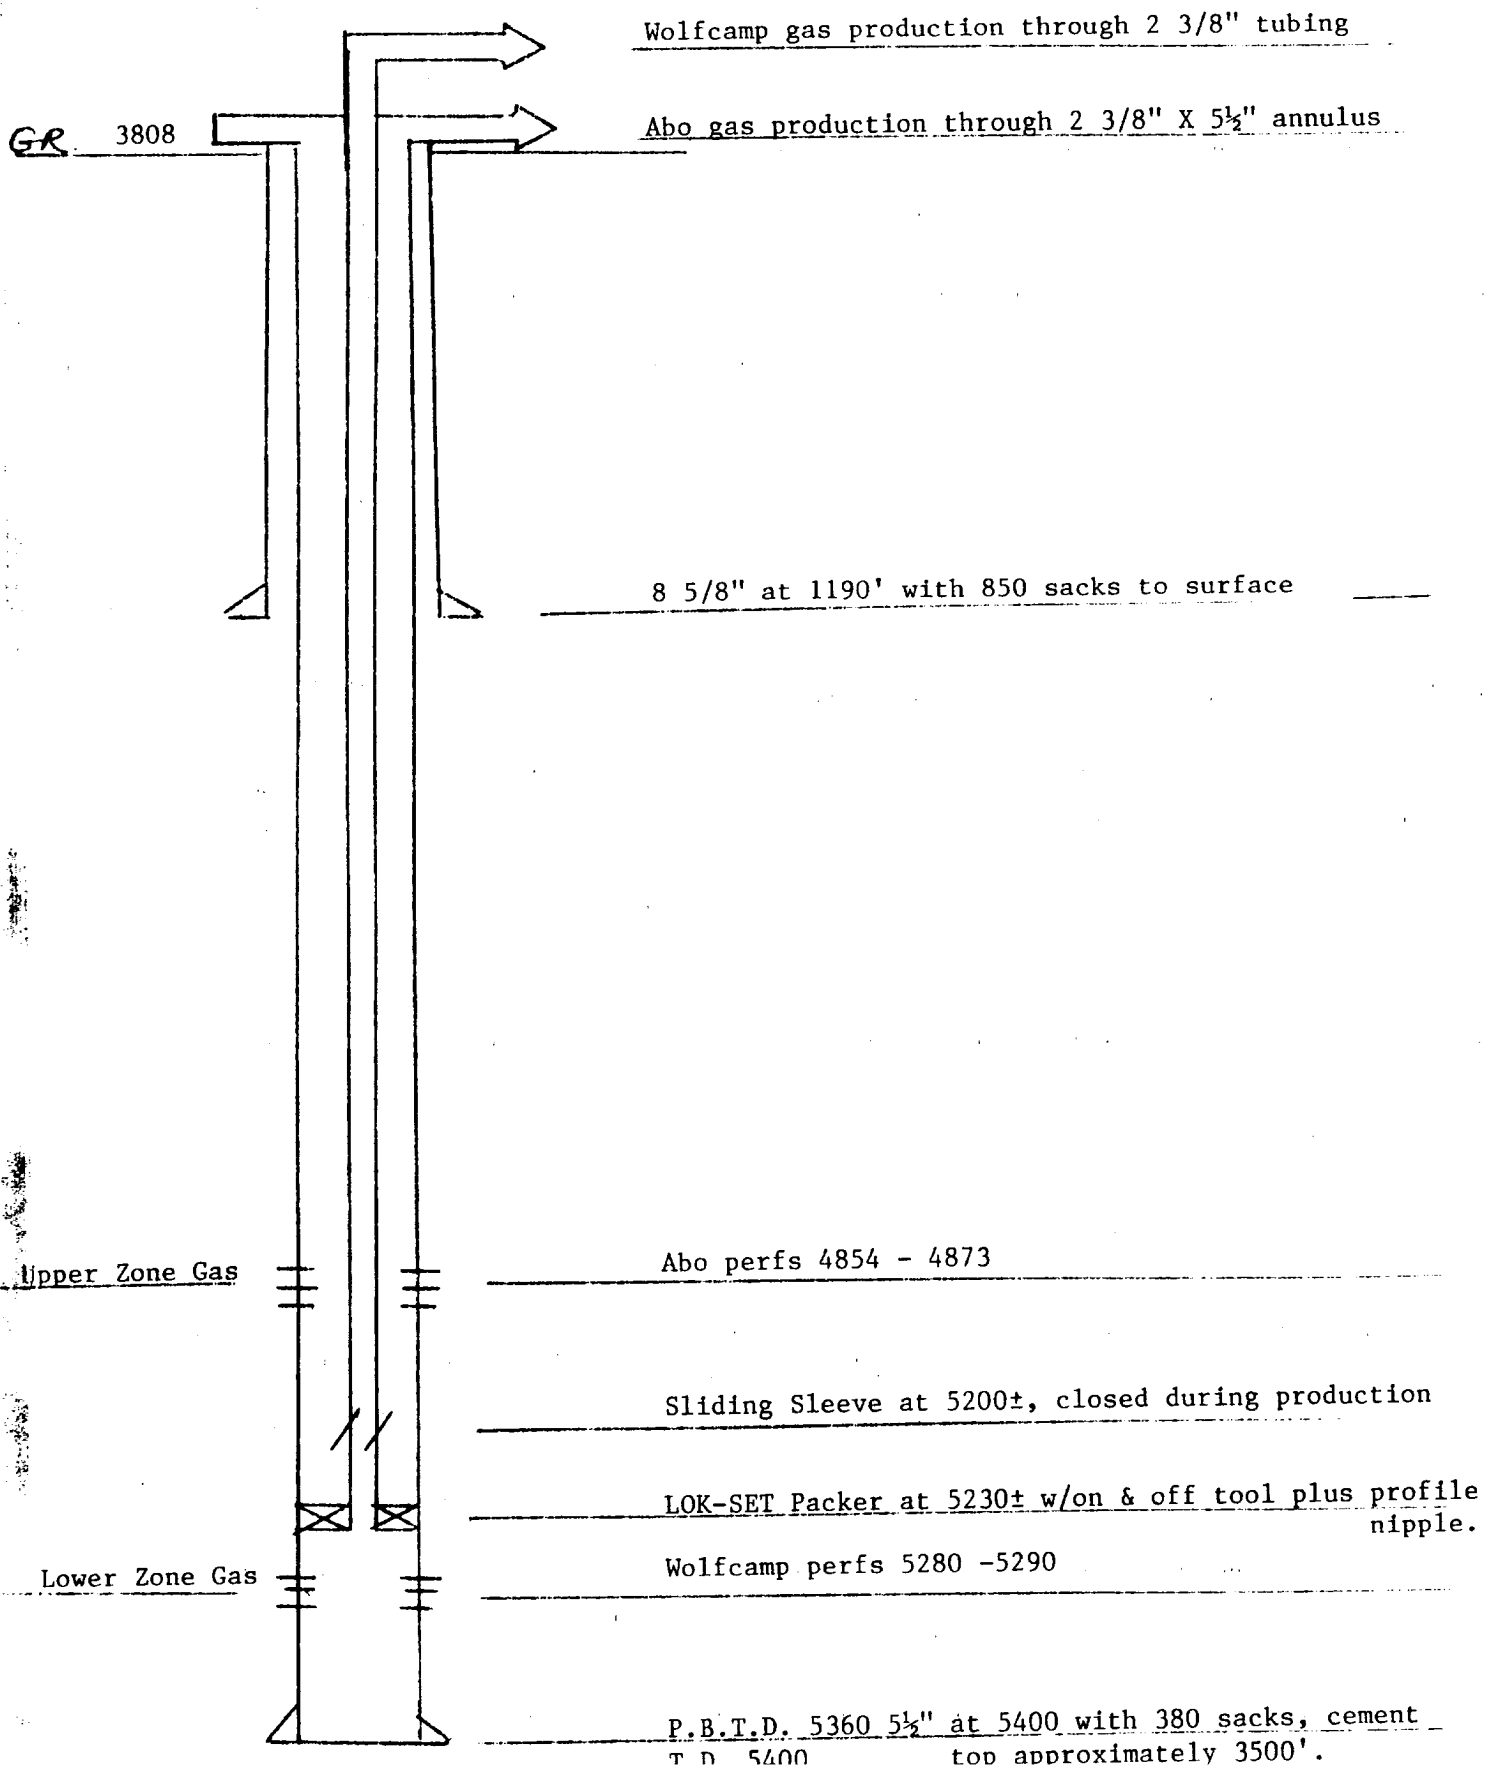 Wolfcamp gas production through 2 3/8" tubing
GR 3808
Abo gas production through 2 3/8" X 5½" annulus
8 5/8" at 1190' with 850 sacks to surface
Upper Zone Gas
Abo perfs 4854 - 4873
Sliding Sleeve at 5200±, closed during production
LOK-SET Packer at 5230± w/on & off tool plus profile
nipple.
Lower Zone Gas
Wolfcamp perfs 5280 -5290
P.B.T.D. 5360 5½" at 5400 with 380 sacks, cement
T.D. 5400 top approximately 3500'.